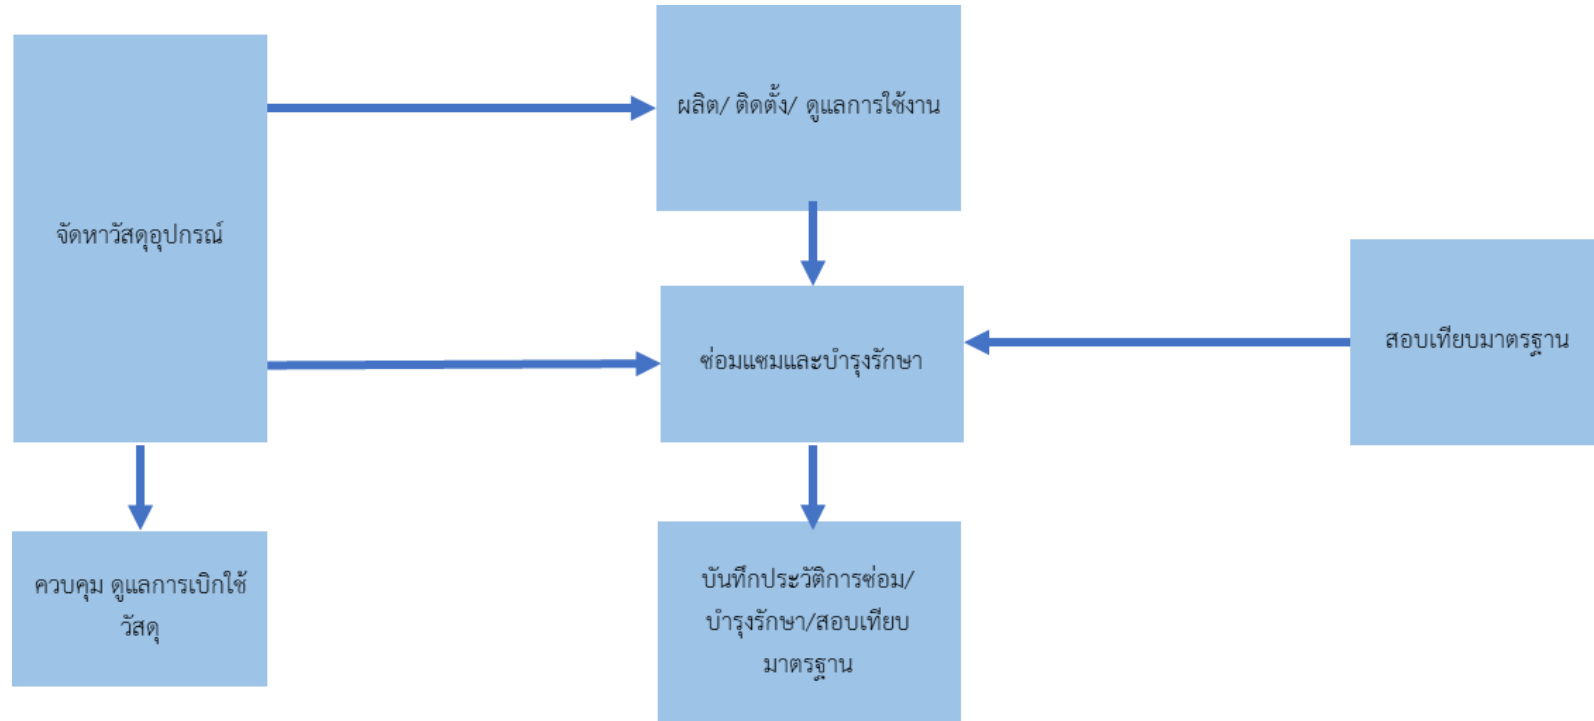 ผลิต/ ติดตั้ง/ ดูแลการใช้งาน
จัดหาวัสดุอุปกรณ์
ซ่อมแซมและบำรุงรักษา
สอบเทียบมาตรฐาน
ควบคุม ดูแลการเบิกใช้
วัสดุ
บันทึกประวัติการซ่อม/
บำรุงรักษา/สอบเทียบ
มาตรฐาน